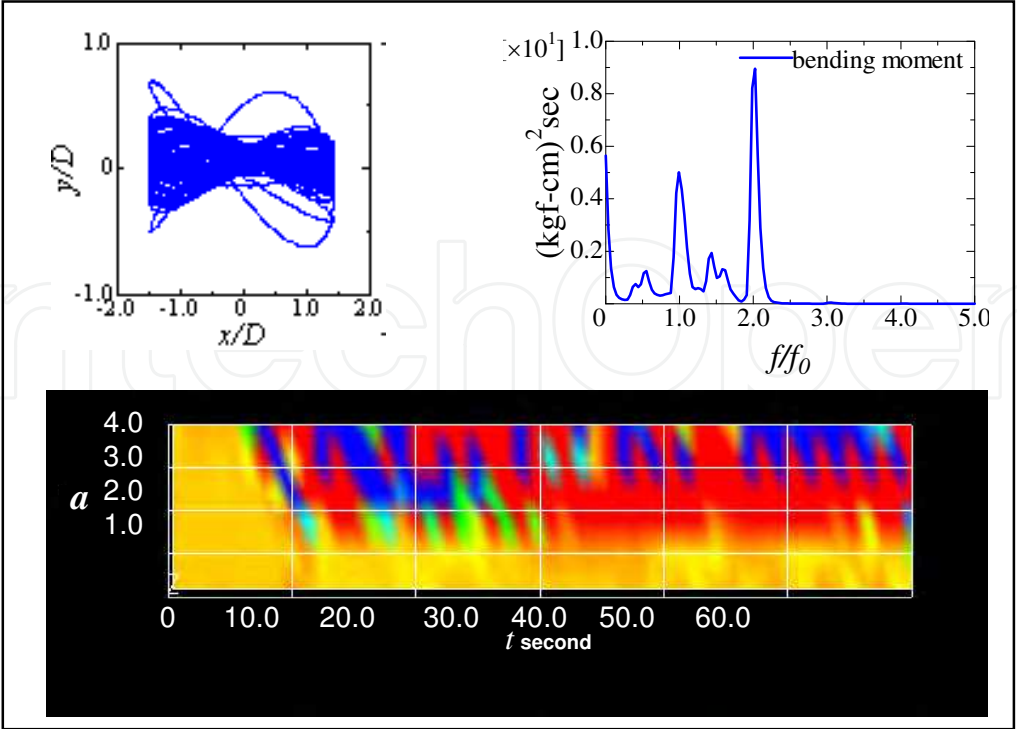 1.0
y/D
0
-1.0
-2.0 -1.0 0 1.0 2.0
x/D
[×10¹] 1.0
bending moment
(kgf-cm)² sec
0.8
0.6
0.4
0.2
0 1.0 2.0 3.0 4.0 5.0
f/f₀
4.0
3.0
a 2.0
1.0
0 10.0 20.0 30.0 40.0 50.0 60.0
t second